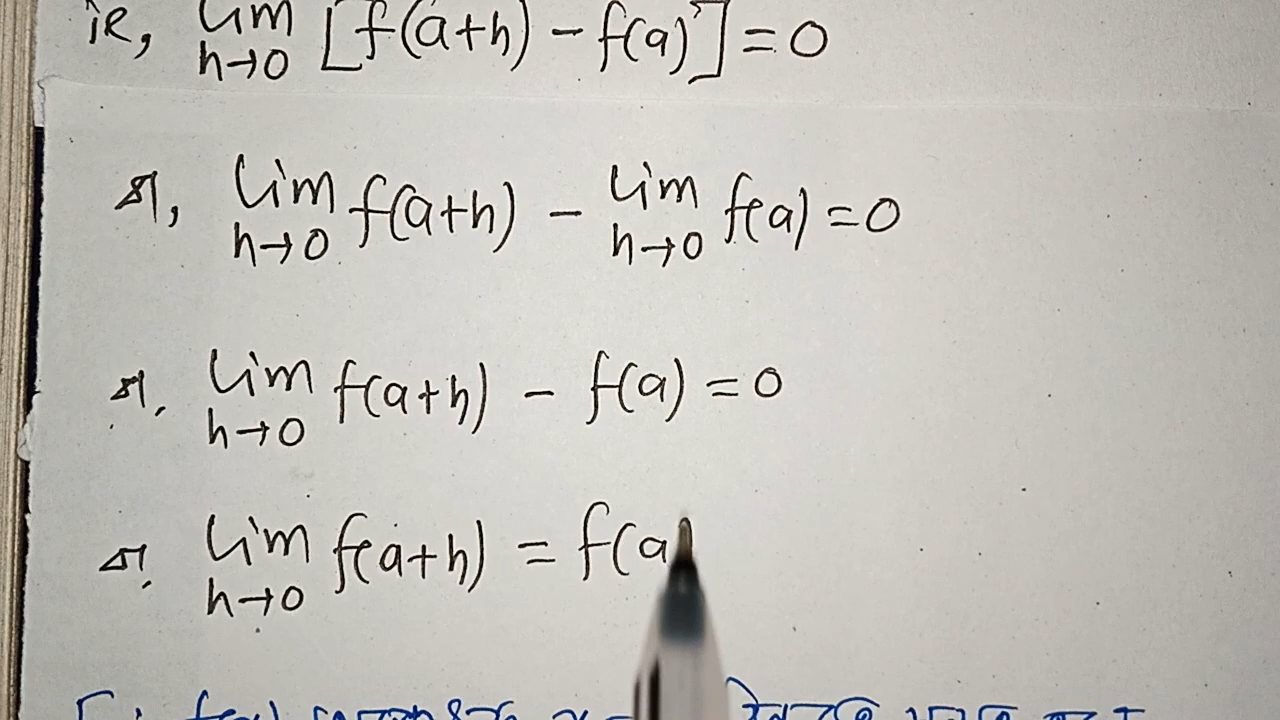 ie, lim h→0 [f(a+h) - f(a)] = 0
বা, lim h→0 f(a+h) - lim h→0 f(a) = 0
বা, lim h→0 f(a+h) - f(a) = 0
বা, lim h→0 f(a+h) = f(a)